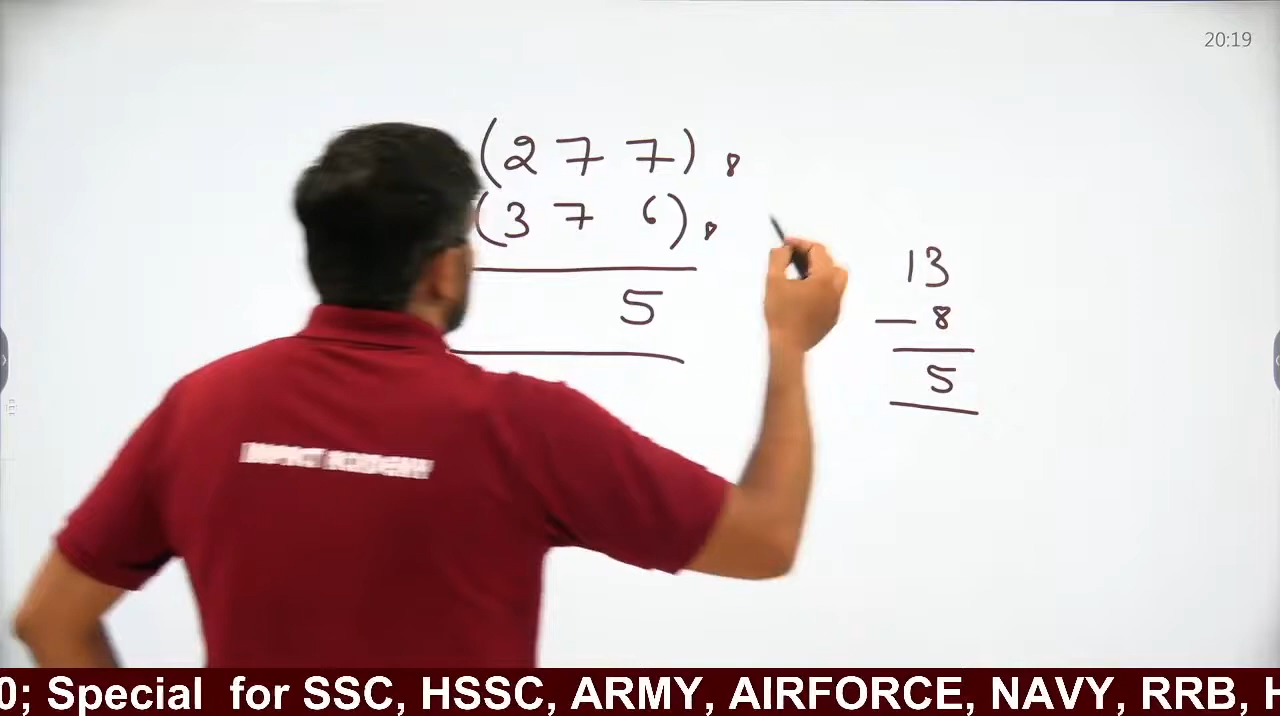 20:19
(2 7 7) 8
(3 7 6) 8
5
13
- 8
5
0; Special for SSC, HSSC, ARMY, AIRFORCE, NAVY, RRB, H